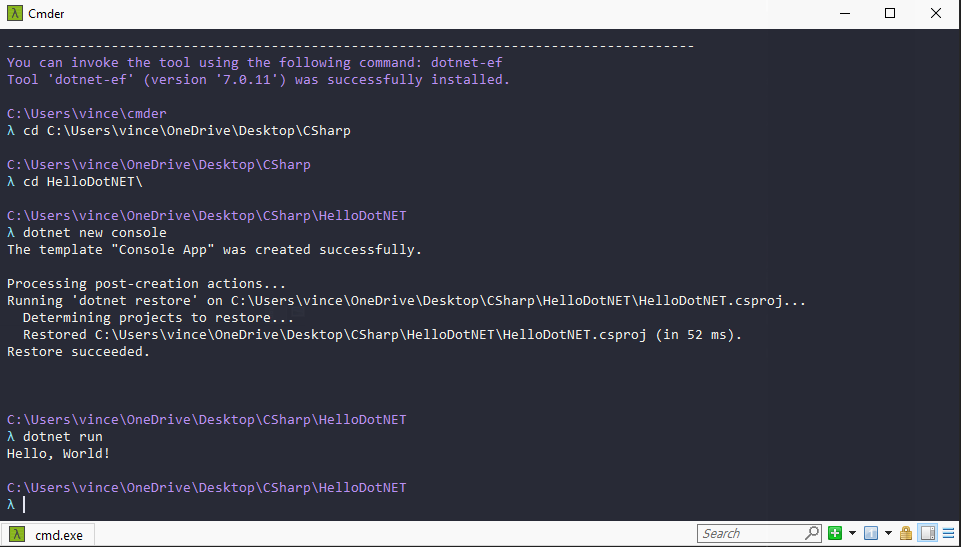 Cmder
--------------------------------------------------------------------------------------
You can invoke the tool using the following command: dotnet-ef
Tool 'dotnet-ef' (version '7.0.11') was successfully installed.
C:\Users\vince\cmder
λ cd C:\Users\vince\OneDrive\Desktop\CSharp
C:\Users\vince\OneDrive\Desktop\CSharp
λ cd HelloDotNET\
C:\Users\vince\OneDrive\Desktop\CSharp\HelloDotNET
λ dotnet new console
The template "Console App" was created successfully.
Processing post-creation actions...
Running 'dotnet restore' on C:\Users\vince\OneDrive\Desktop\CSharp\HelloDotNET\HelloDotNET.csproj...
  Determining projects to restore...
  Restored C:\Users\vince\OneDrive\Desktop\CSharp\HelloDotNET\HelloDotNET.csproj (in 52 ms).
Restore succeeded.
C:\Users\vince\OneDrive\Desktop\CSharp\HelloDotNET
λ dotnet run
Hello, World!
C:\Users\vince\OneDrive\Desktop\CSharp\HelloDotNET
λ
λ cmd.exe Search